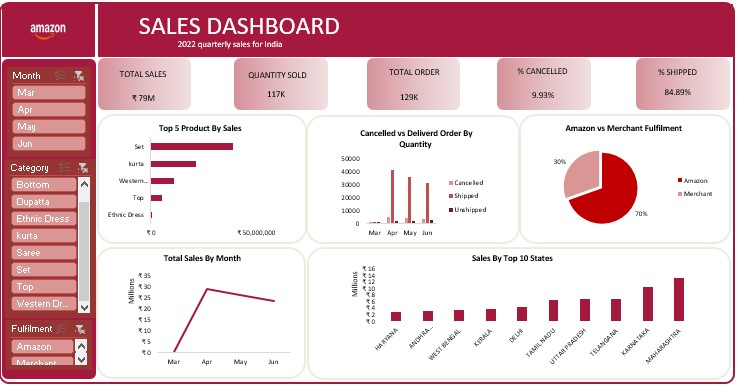 amazon
SALES DASHBOARD
2022 quarterly sales for India
Month
Mar
Apr
May
Jun
Category
Bottom
Dupatta
Ethnic Dress
kurta
Saree
Set
Top
Western Dr...
Fulfilment
Amazon
Merchant
TOTAL SALES
₹ 79M
QUANTITY SOLD
117K
TOTAL ORDER
129K
% CANCELLED
9.93%
% SHIPPED
84.89%
Top 5 Product By Sales
Set
kurta
Western...
Top
Ethnic Dress
₹ 0 ₹ 50,000,000
Cancelled vs Deliverd Order By
Quantity
50000
40000
30000
20000
10000
0
Mar Apr May Jun
Cancelled
Shipped
Unshipped
Amazon vs Merchant Fulfilment
30%
70%
Amazon
Merchant
Total Sales By Month
Millions
₹ 35
₹ 30
₹ 25
₹ 20
₹ 15
₹ 10
₹ 5
₹ 0
Mar Apr May Jun
Sales By Top 10 States
Millions
₹ 16
₹ 14
₹ 12
₹ 10
₹ 8
₹ 6
₹ 4
₹ 2
₹ 0
HARYANA
ANDHRA...
WEST BENGAL
KERALA
DELHI
TAMIL NADU
UTTAR PRADESH
TELANGANA
KARNATAKA
MAHARASHTRA